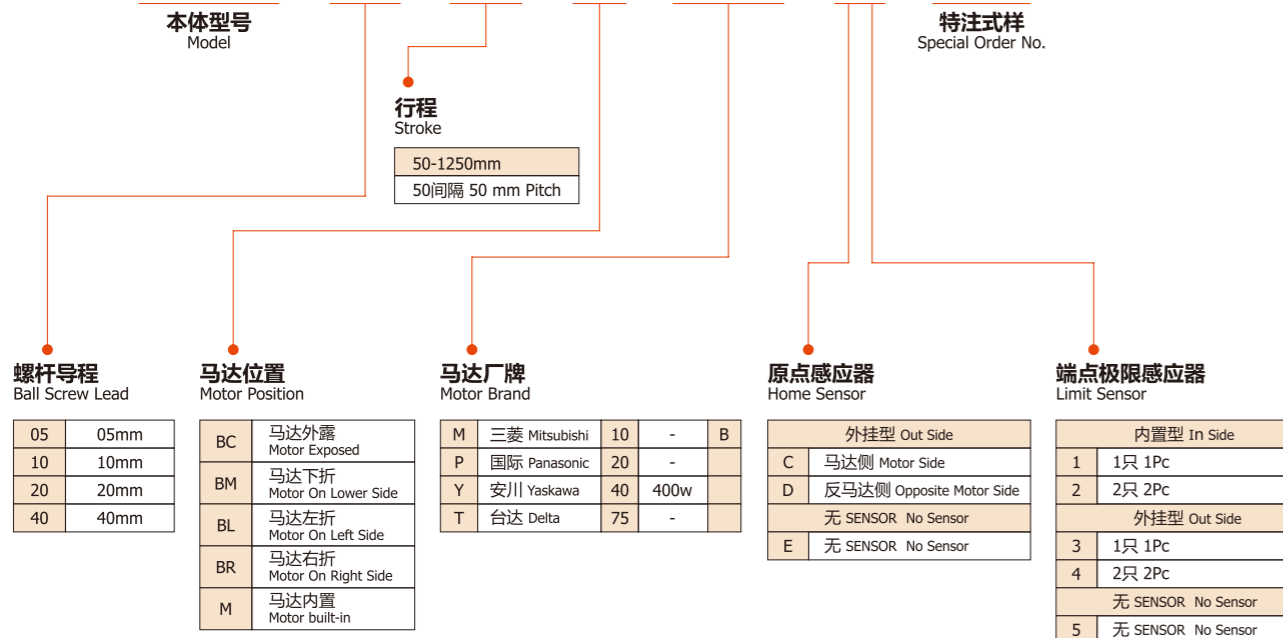 本体型号
Model
特注式样
Special Order No.
行程
Stroke
50-1250mm
50间隔 50 mm Pitch
螺杆导程
Ball Screw Lead
05 05mm
10 10mm
20 20mm
40 40mm
马达位置
Motor Position
BC 马达外露
Motor Exposed
BM 马达下折
Motor On Lower Side
BL 马达左折
Motor On Left Side
BR 马达右折
Motor On Right Side
M 马达内置
Motor built-in
马达厂牌
Motor Brand
M 三菱 Mitsubishi 10 - B
P 国际 Panasonic 20 -
Y 安川 Yaskawa 40 400w
T 台达 Delta 75 -
原点感应器
Home Sensor
外挂型 Out Side
C 马达侧 Motor Side
D 反马达侧 Opposite Motor Side
无 SENSOR No Sensor
E 无 SENSOR No Sensor
端点极限感应器
Limit Sensor
内置型 In Side
1 1只 1Pc
2 2只 2Pc
外挂型 Out Side
3 1只 1Pc
4 2只 2Pc
无 SENSOR No Sensor
5 无 SENSOR No Sensor